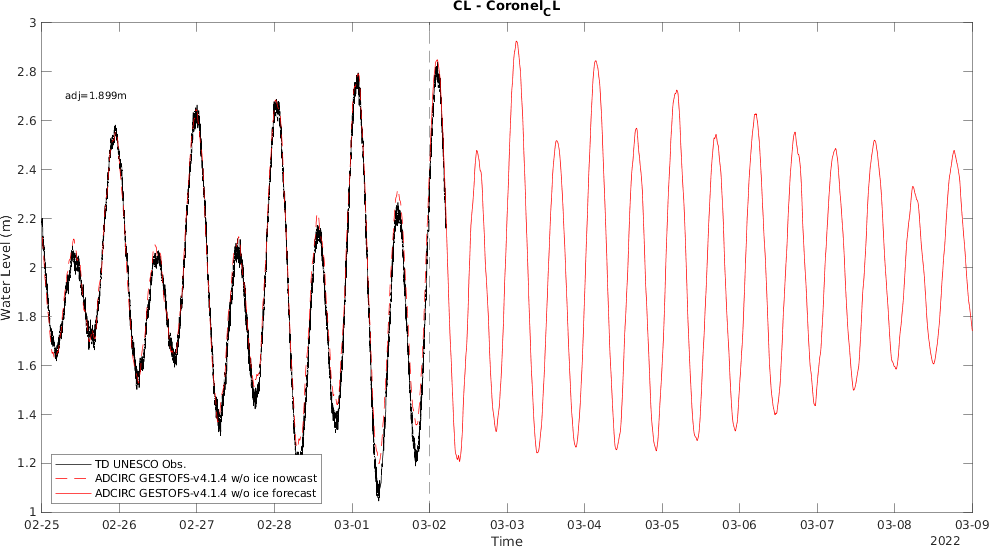 CL - Coronel_CL
3
2.8
2.6
2.4
2.2
2
1.8
1.6
1.4
1
Water Level (m)
adj=1.899m
TD UNESCO Obs.
ADCIRC GESTOFS-v4.1.4 w/o ice nowcast
ADCIRC GESTOFS-v4.1.4 w/o ice forecast
02-25 02-26 02-27 02-28 03-01 03-02 03-03 03-04 03-05 03-06 03-07 03-08 03-09
Time
2022